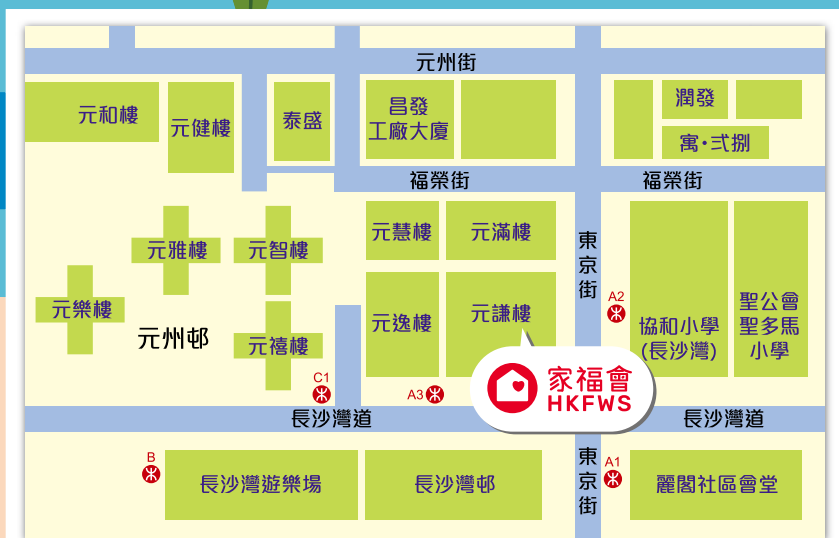 元州街
元和樓
元健樓
泰盛
昌發
工廠大廈
潤發
寓·弍捌
福榮街
福榮街
元雅樓
元智樓
元慧樓
元滿樓
東京街
A2
元樂樓
元州邨
元禧樓
元逸樓
元謙樓
協和小學
(長沙灣)
聖公會
聖多馬
小學
C1
A3
家福會
HKFWS
長沙灣道
長沙灣道
B
長沙灣遊樂場
長沙灣邨
東京街
A1
麗閣社區會堂